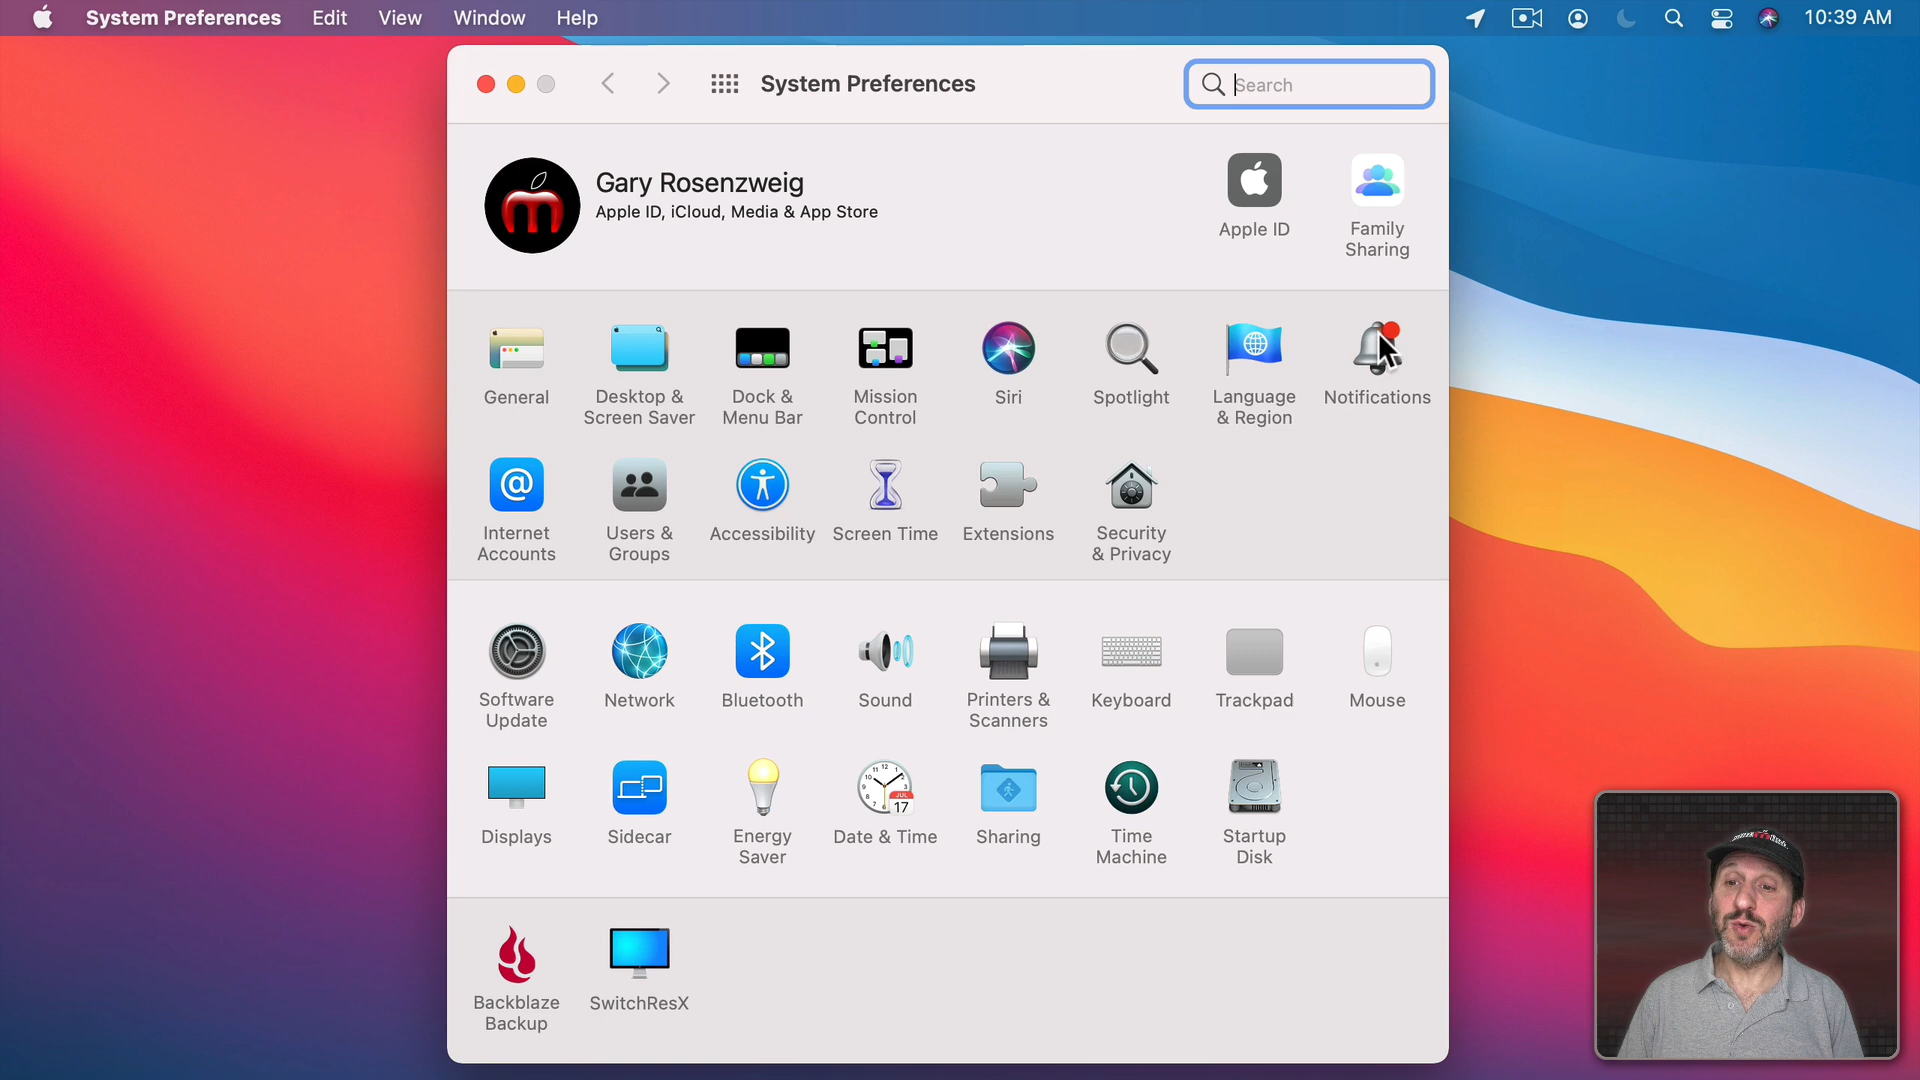 System Preferences Edit View Window Help 10:39 AM
System Preferences
Search
Gary Rosenzweig
Apple ID, iCloud, Media & App Store
Apple ID
Family
Sharing
General
Desktop &
Screen Saver
Dock &
Menu Bar
Mission
Control
Siri
Spotlight
Language
& Region
Notifications
Internet
Accounts
Users &
Groups
Accessibility
Screen Time
Extensions
Security
& Privacy
Software
Update
Network
Bluetooth
Sound
Printers &
Scanners
Keyboard
Trackpad
Mouse
Displays
Sidecar
Energy
Saver
JUL
17
Date & Time
Sharing
Time
Machine
Startup
Disk
Backblaze
Backup
SwitchResX